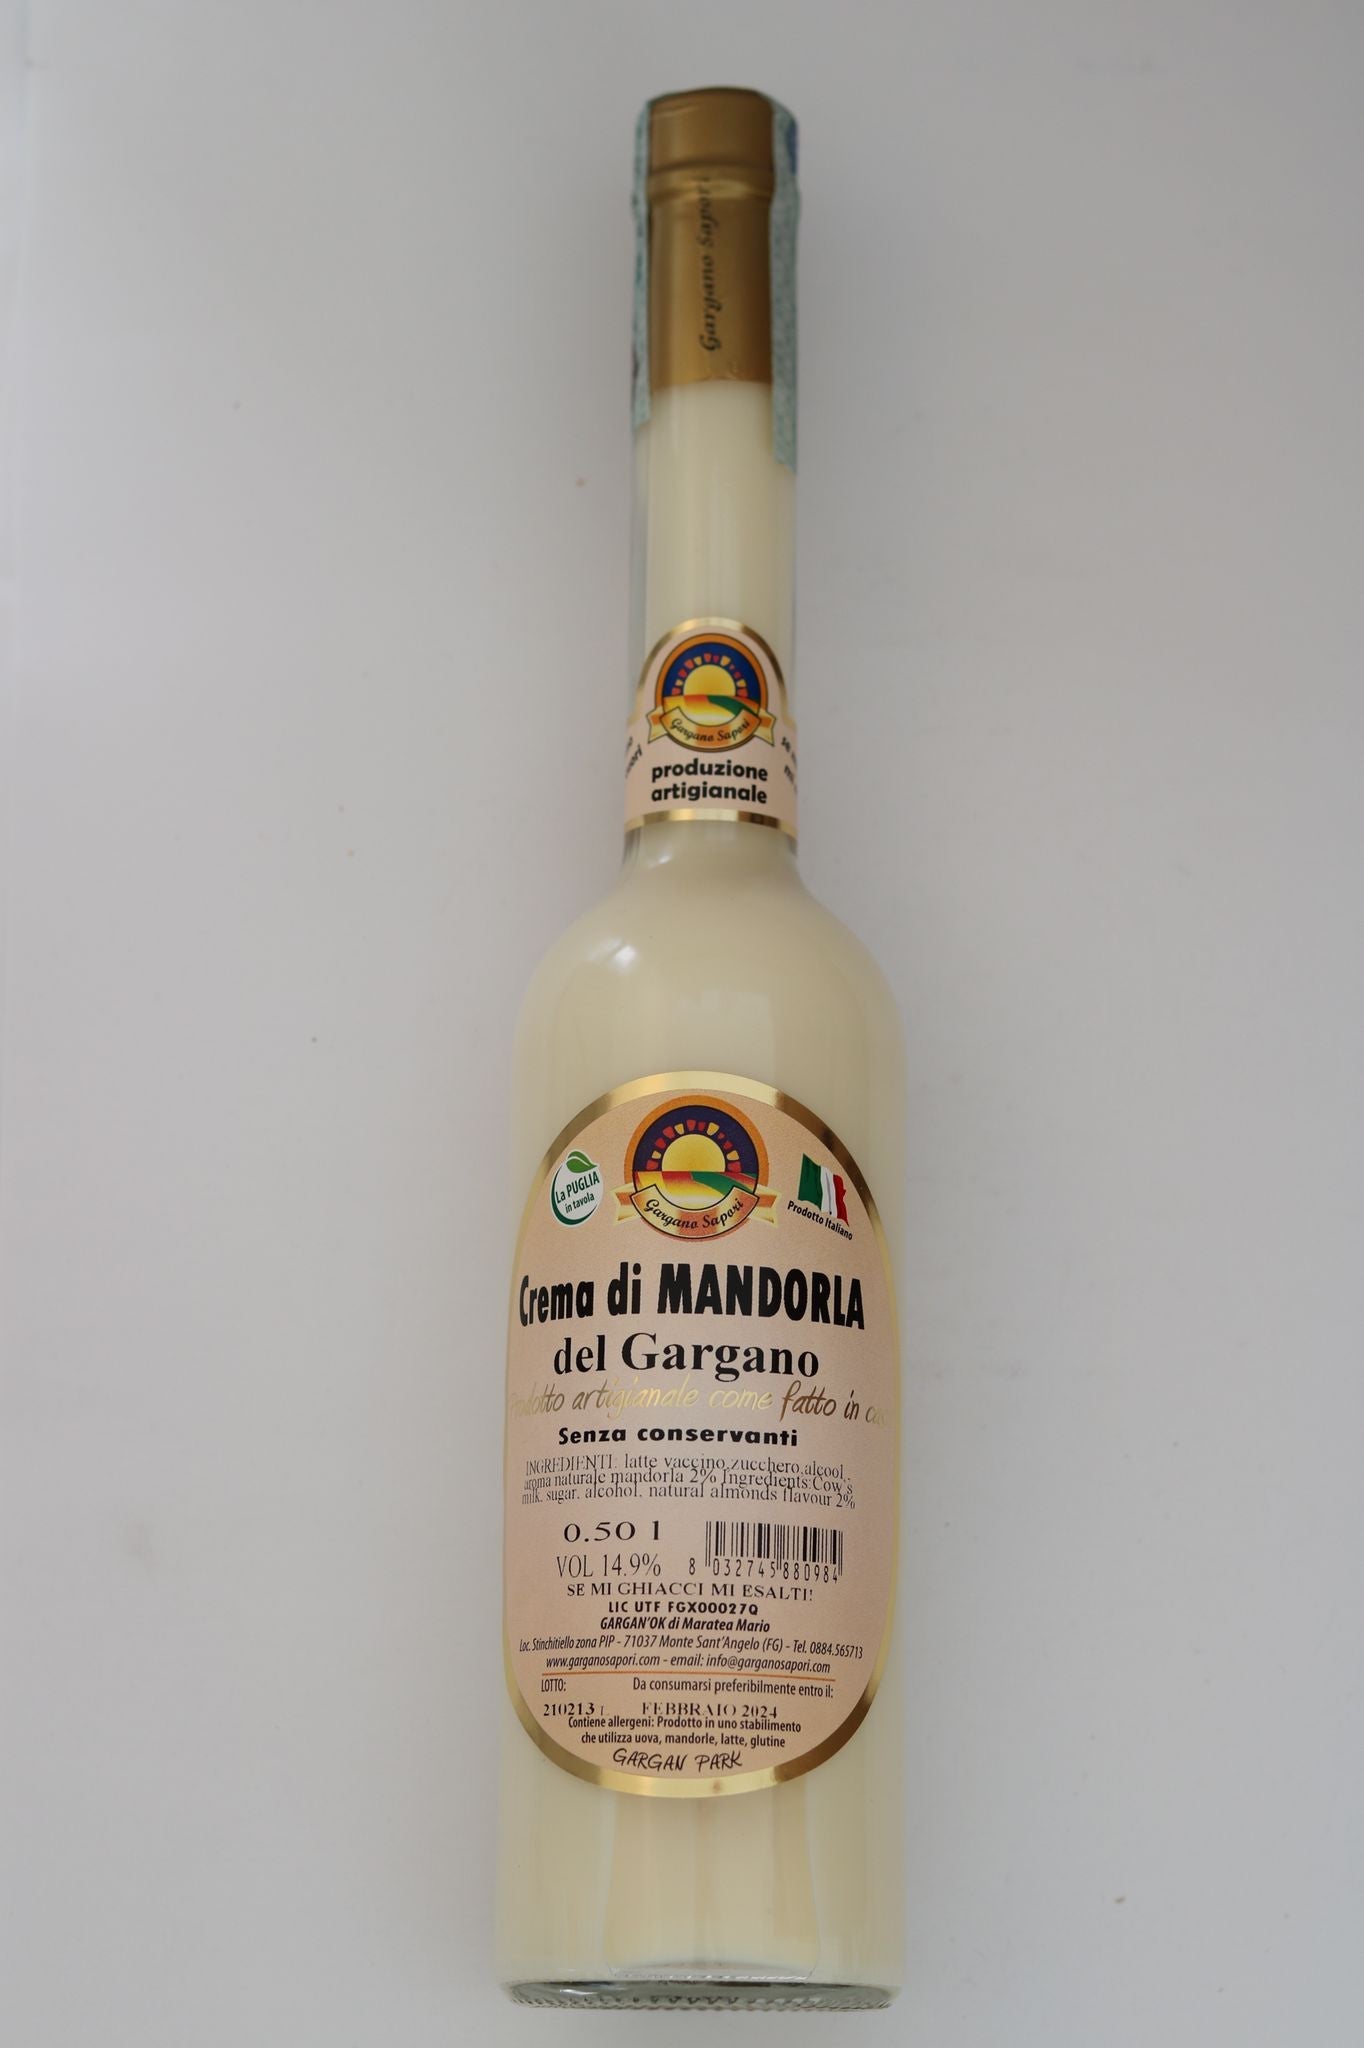 Gargano Sapori
Gargano Sapori
produzione
artigianale
La PUGLIA
in tavola
Gargano Sapori
Prodotto Italiano
Crema di MANDORLA
del Gargano
Prodotto artigianale come fatto in
Senza conservanti
INGREDIENTI: latte vaccino,zucchero,alcool,
aroma naturale mandorla 2% Ingredients:Cow's
milk, sugar, alcohol, natural almonds flavour 2%
0.50 l
VOL 14.9%
8 032745 880984
SE MI GHIACCI MI ESALTI!
LIC UTF FGX00027Q
GARGAN'OK di Maratea Mario
Loc. Stinchitiello zona PIP - 71037 Monte Sant'Angelo (FG) - Tel. 0884.565713
www.garganosapori.com - email: info@garganosapori.com
LOTTO: Da consumarsi preferibilmente entro il:
210213 L FEBBRAIO 2024
Contiene allergeni: Prodotto in uno stabilimento
che utilizza uova, mandorle, latte, glutine
GARGAN PARK